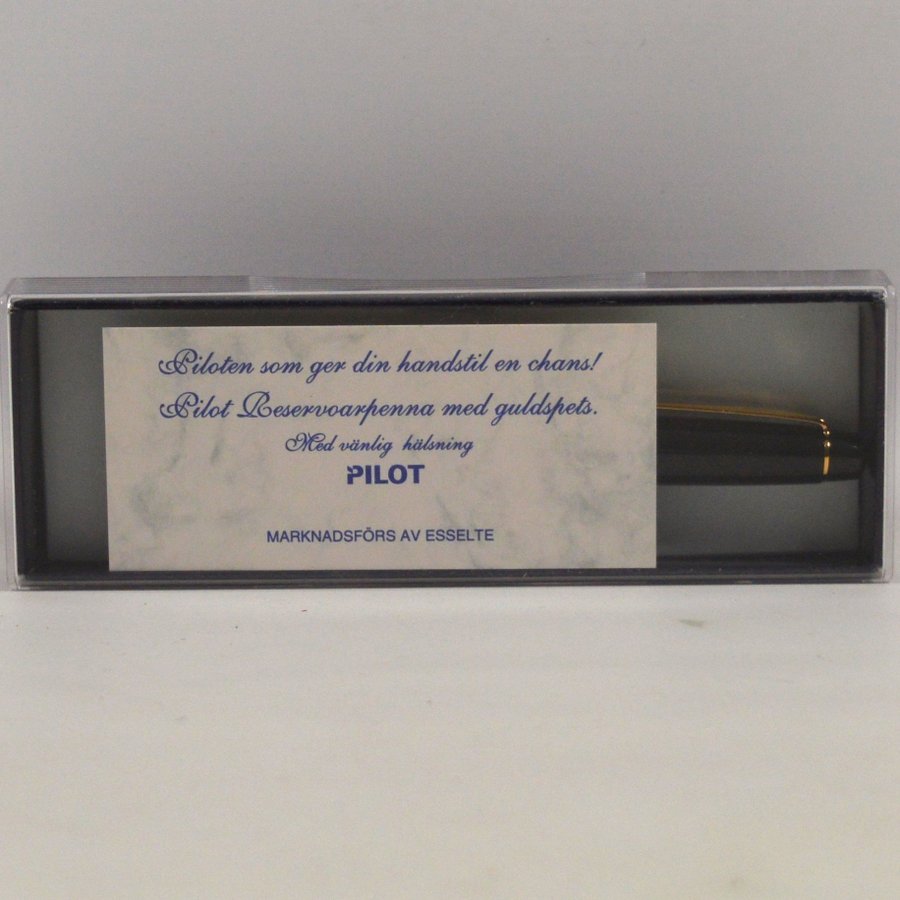 Piloten som ger din handstil en chans!
Pilot Reservoarpenna med guldspets.
Med vänlig hälsning
PILOT
MARKNADSFÖRS AV ESSELTE